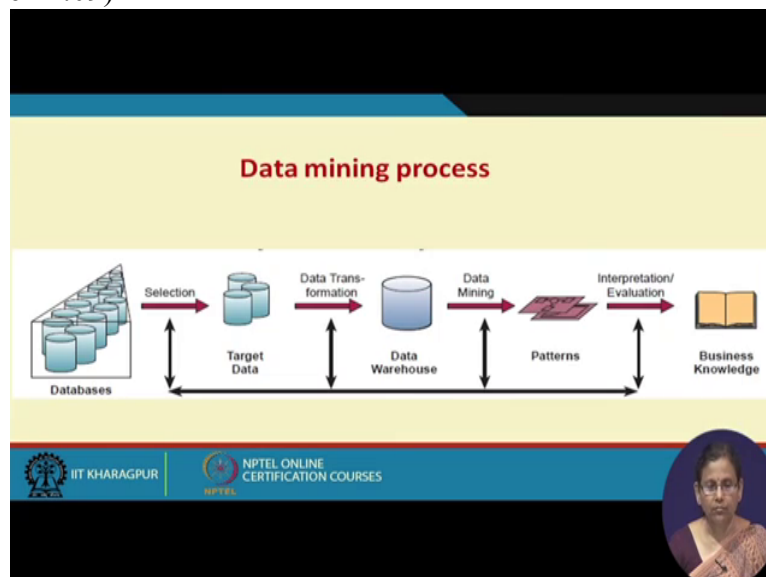 Data mining process
Selection
Data Trans-
formation
Data
Mining
Interpretation/
Evaluation
Databases
Target
Data
Data
Warehouse
Patterns
Business
Knowledge
IIT KHARAGPUR
NPTEL
NPTEL ONLINE
CERTIFICATION COURSES